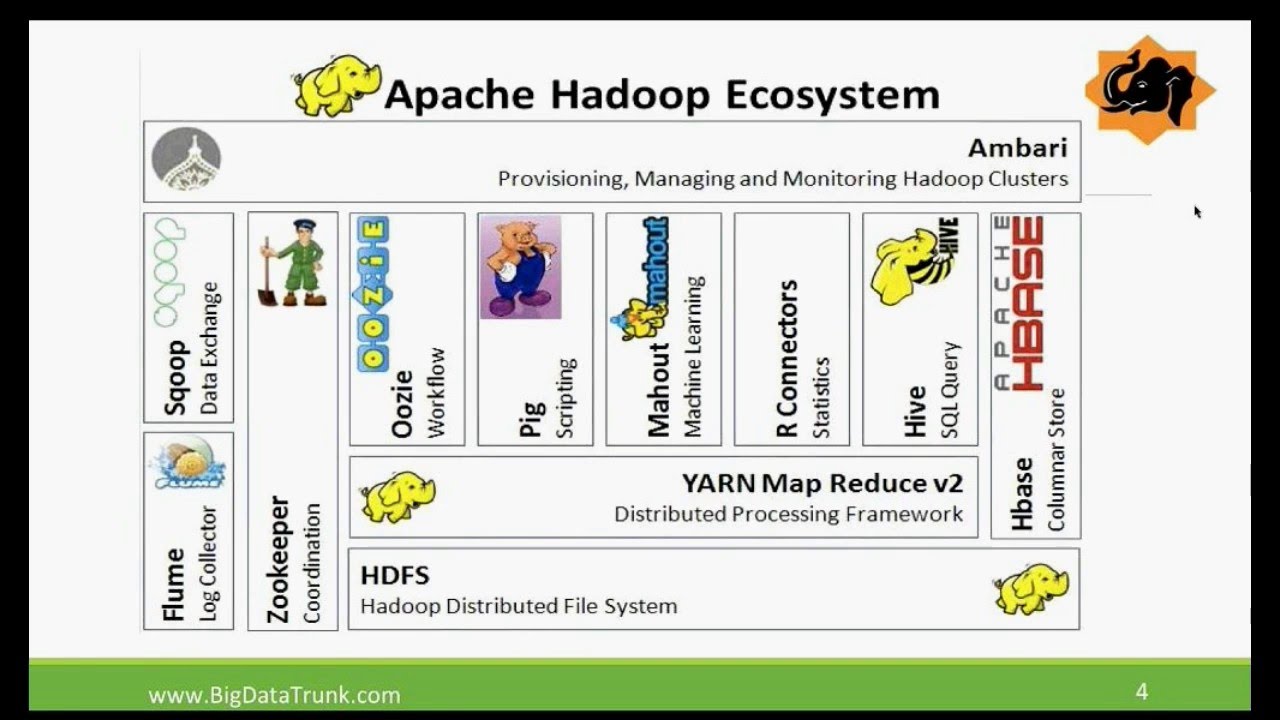 Apache Hadoop Ecosystem
Ambari
Provisioning, Managing and Monitoring Hadoop Clusters
sqoop
Sqoop
Data Exchange
FLUME
Flume
Log Collector
Zookeeper
Coordination
OOZIE
Oozie
Workflow
Pig
Scripting
mahout
Mahout
Machine Learning
R Connectors
Statistics
HIVE
Hive
SQL Query
APACHE
HBASE
Hbase
Columnar Store
YARN Map Reduce v2
Distributed Processing Framework
HDFS
Hadoop Distributed File System
www.BigDataTrunk.com
4